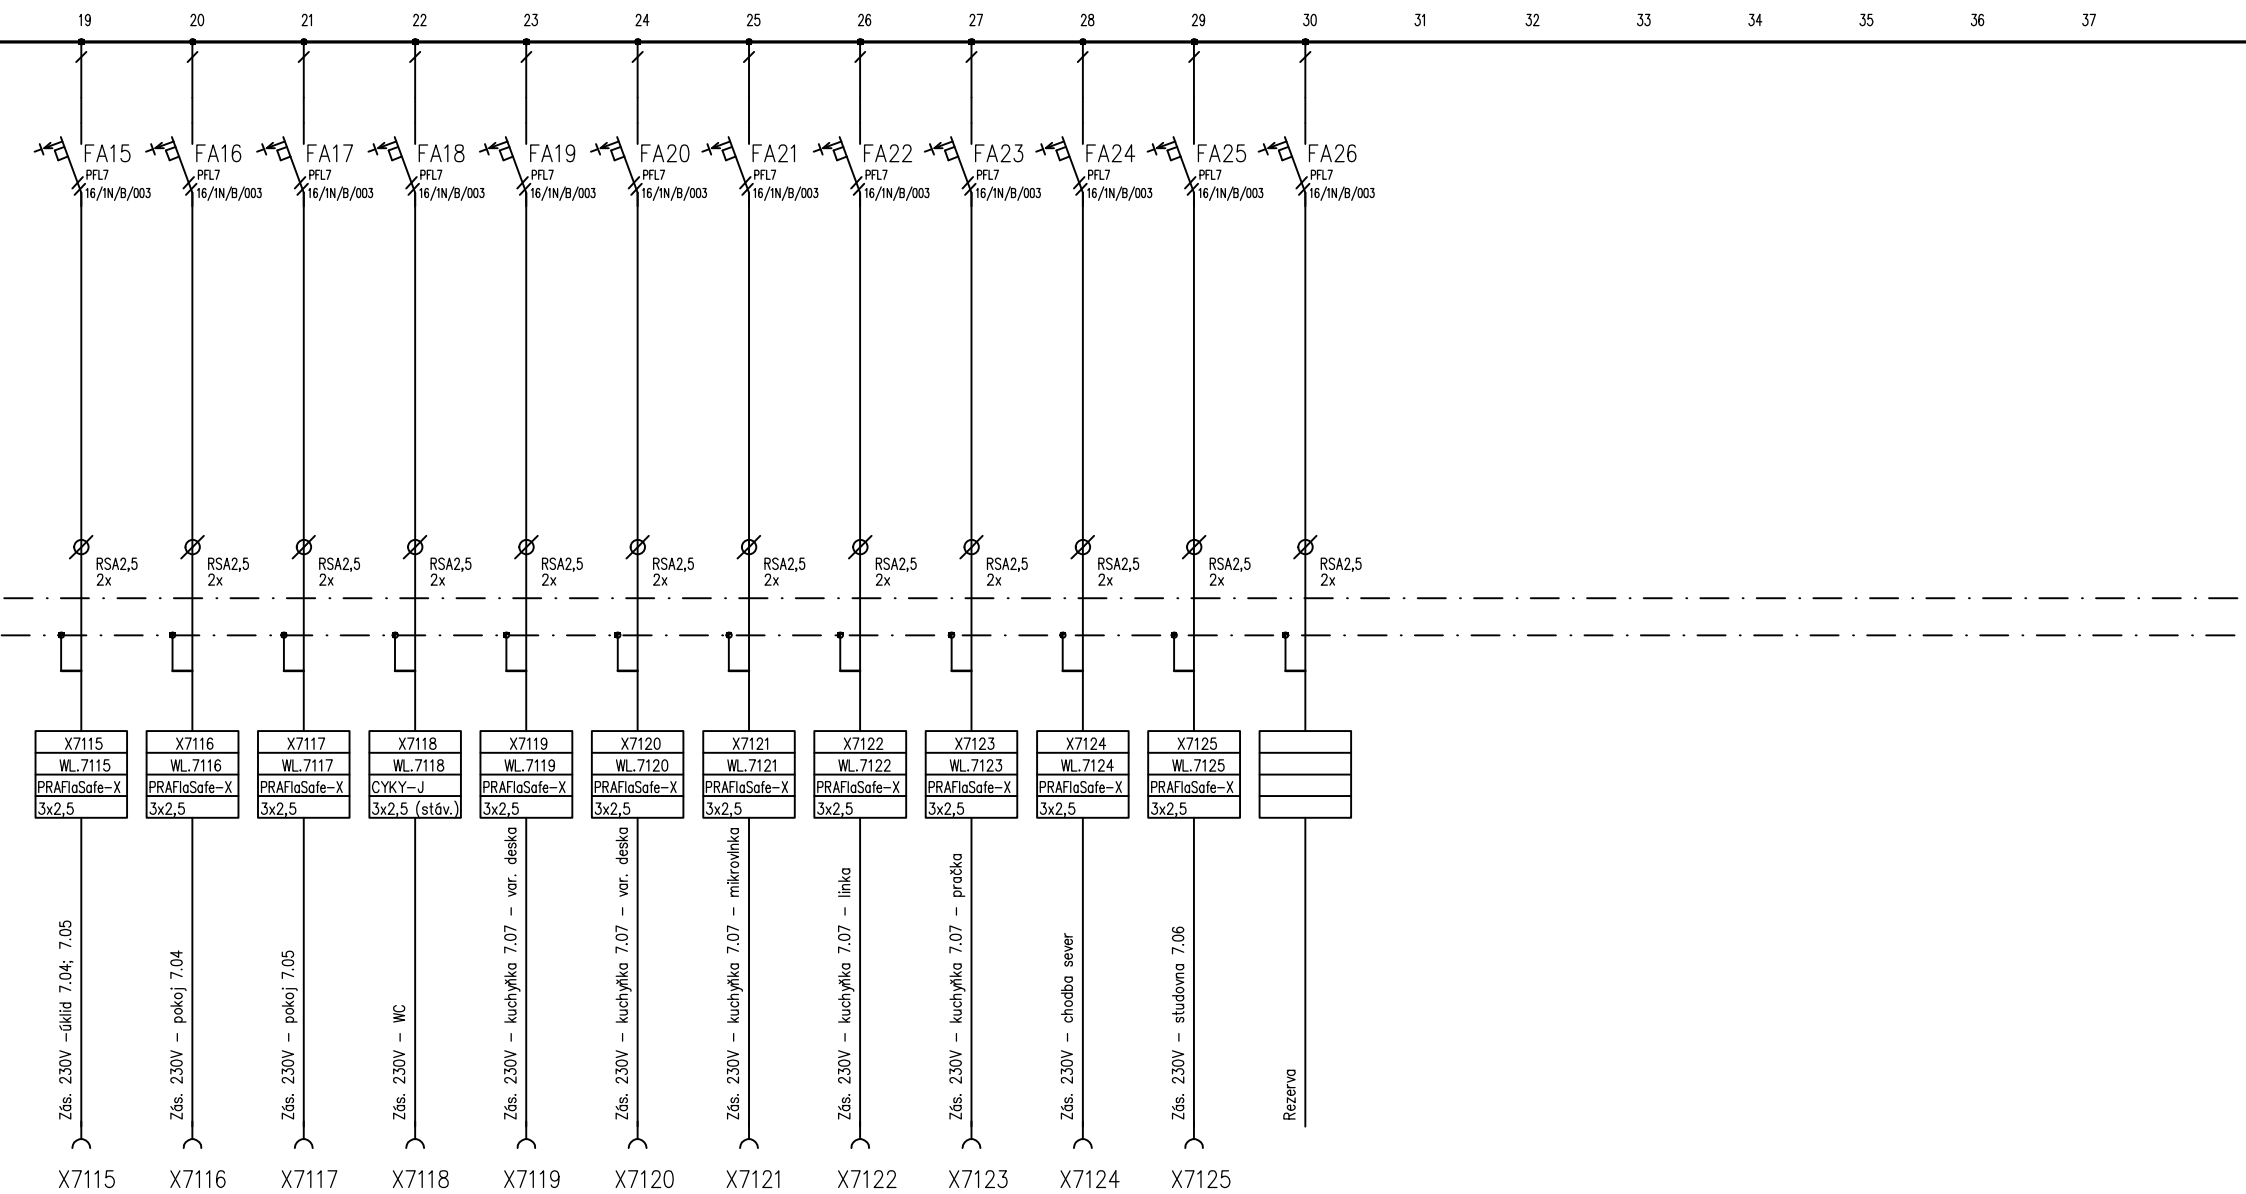 19 20 21 22 23 24 25 26 27 28 29 30 31 32 33 34 35 36 37
FA15 FA16 FA17 FA18 FA19 FA20 FA21 FA22 FA23 FA24 FA25 FA26
PFL7 PFL7 PFL7 PFL7 PFL7 PFL7 PFL7 PFL7 PFL7 PFL7 PFL7 PFL7
16/1N/B/003 16/1N/B/003 16/1N/B/003 16/1N/B/003 16/1N/B/003 16/1N/B/003 16/1N/B/003 16/1N/B/003 16/1N/B/003 16/1N/B/003 16/1N/B/003 16/1N/B/003
RSA2,5 RSA2,5 RSA2,5 RSA2,5 RSA2,5 RSA2,5 RSA2,5 RSA2,5 RSA2,5 RSA2,5 RSA2,5 RSA2,5
2x 2x 2x 2x 2x 2x 2x 2x 2x 2x 2x 2x
X7115 X7116 X7117 X7118 X7119 X7120 X7121 X7122 X7123 X7124 X7125
WL.7115 WL.7116 WL.7117 WL.7118 WL.7119 WL.7120 WL.7121 WL.7122 WL.7123 WL.7124 WL.7125
PRAFlaSafe-X PRAFlaSafe-X PRAFlaSafe-X CYKY-J PRAFlaSafe-X PRAFlaSafe-X PRAFlaSafe-X PRAFlaSafe-X PRAFlaSafe-X PRAFlaSafe-X PRAFlaSafe-X
3x2,5 3x2,5 3x2,5 3x2,5 (stáv.) 3x2,5 3x2,5 3x2,5 3x2,5 3x2,5 3x2,5 3x2,5
Zás. 230V -úklid 7.04; 7.05
Zás. 230V - pokoj 7.04
Zás. 230V - pokoj 7.05
Zás. 230V - WC
Zás. 230V - kuchyňka 7.07 - var. deska
Zás. 230V - kuchyňka 7.07 - var. deska
Zás. 230V - kuchyňka 7.07 - mikrovlnka
Zás. 230V - kuchyňka 7.07 - linka
Zás. 230V - kuchyňka 7.07 - pračka
Zás. 230V - chodba sever
Zás. 230V - studovna 7.06
Rezerva
X7115 X7116 X7117 X7118 X7119 X7120 X7121 X7122 X7123 X7124 X7125